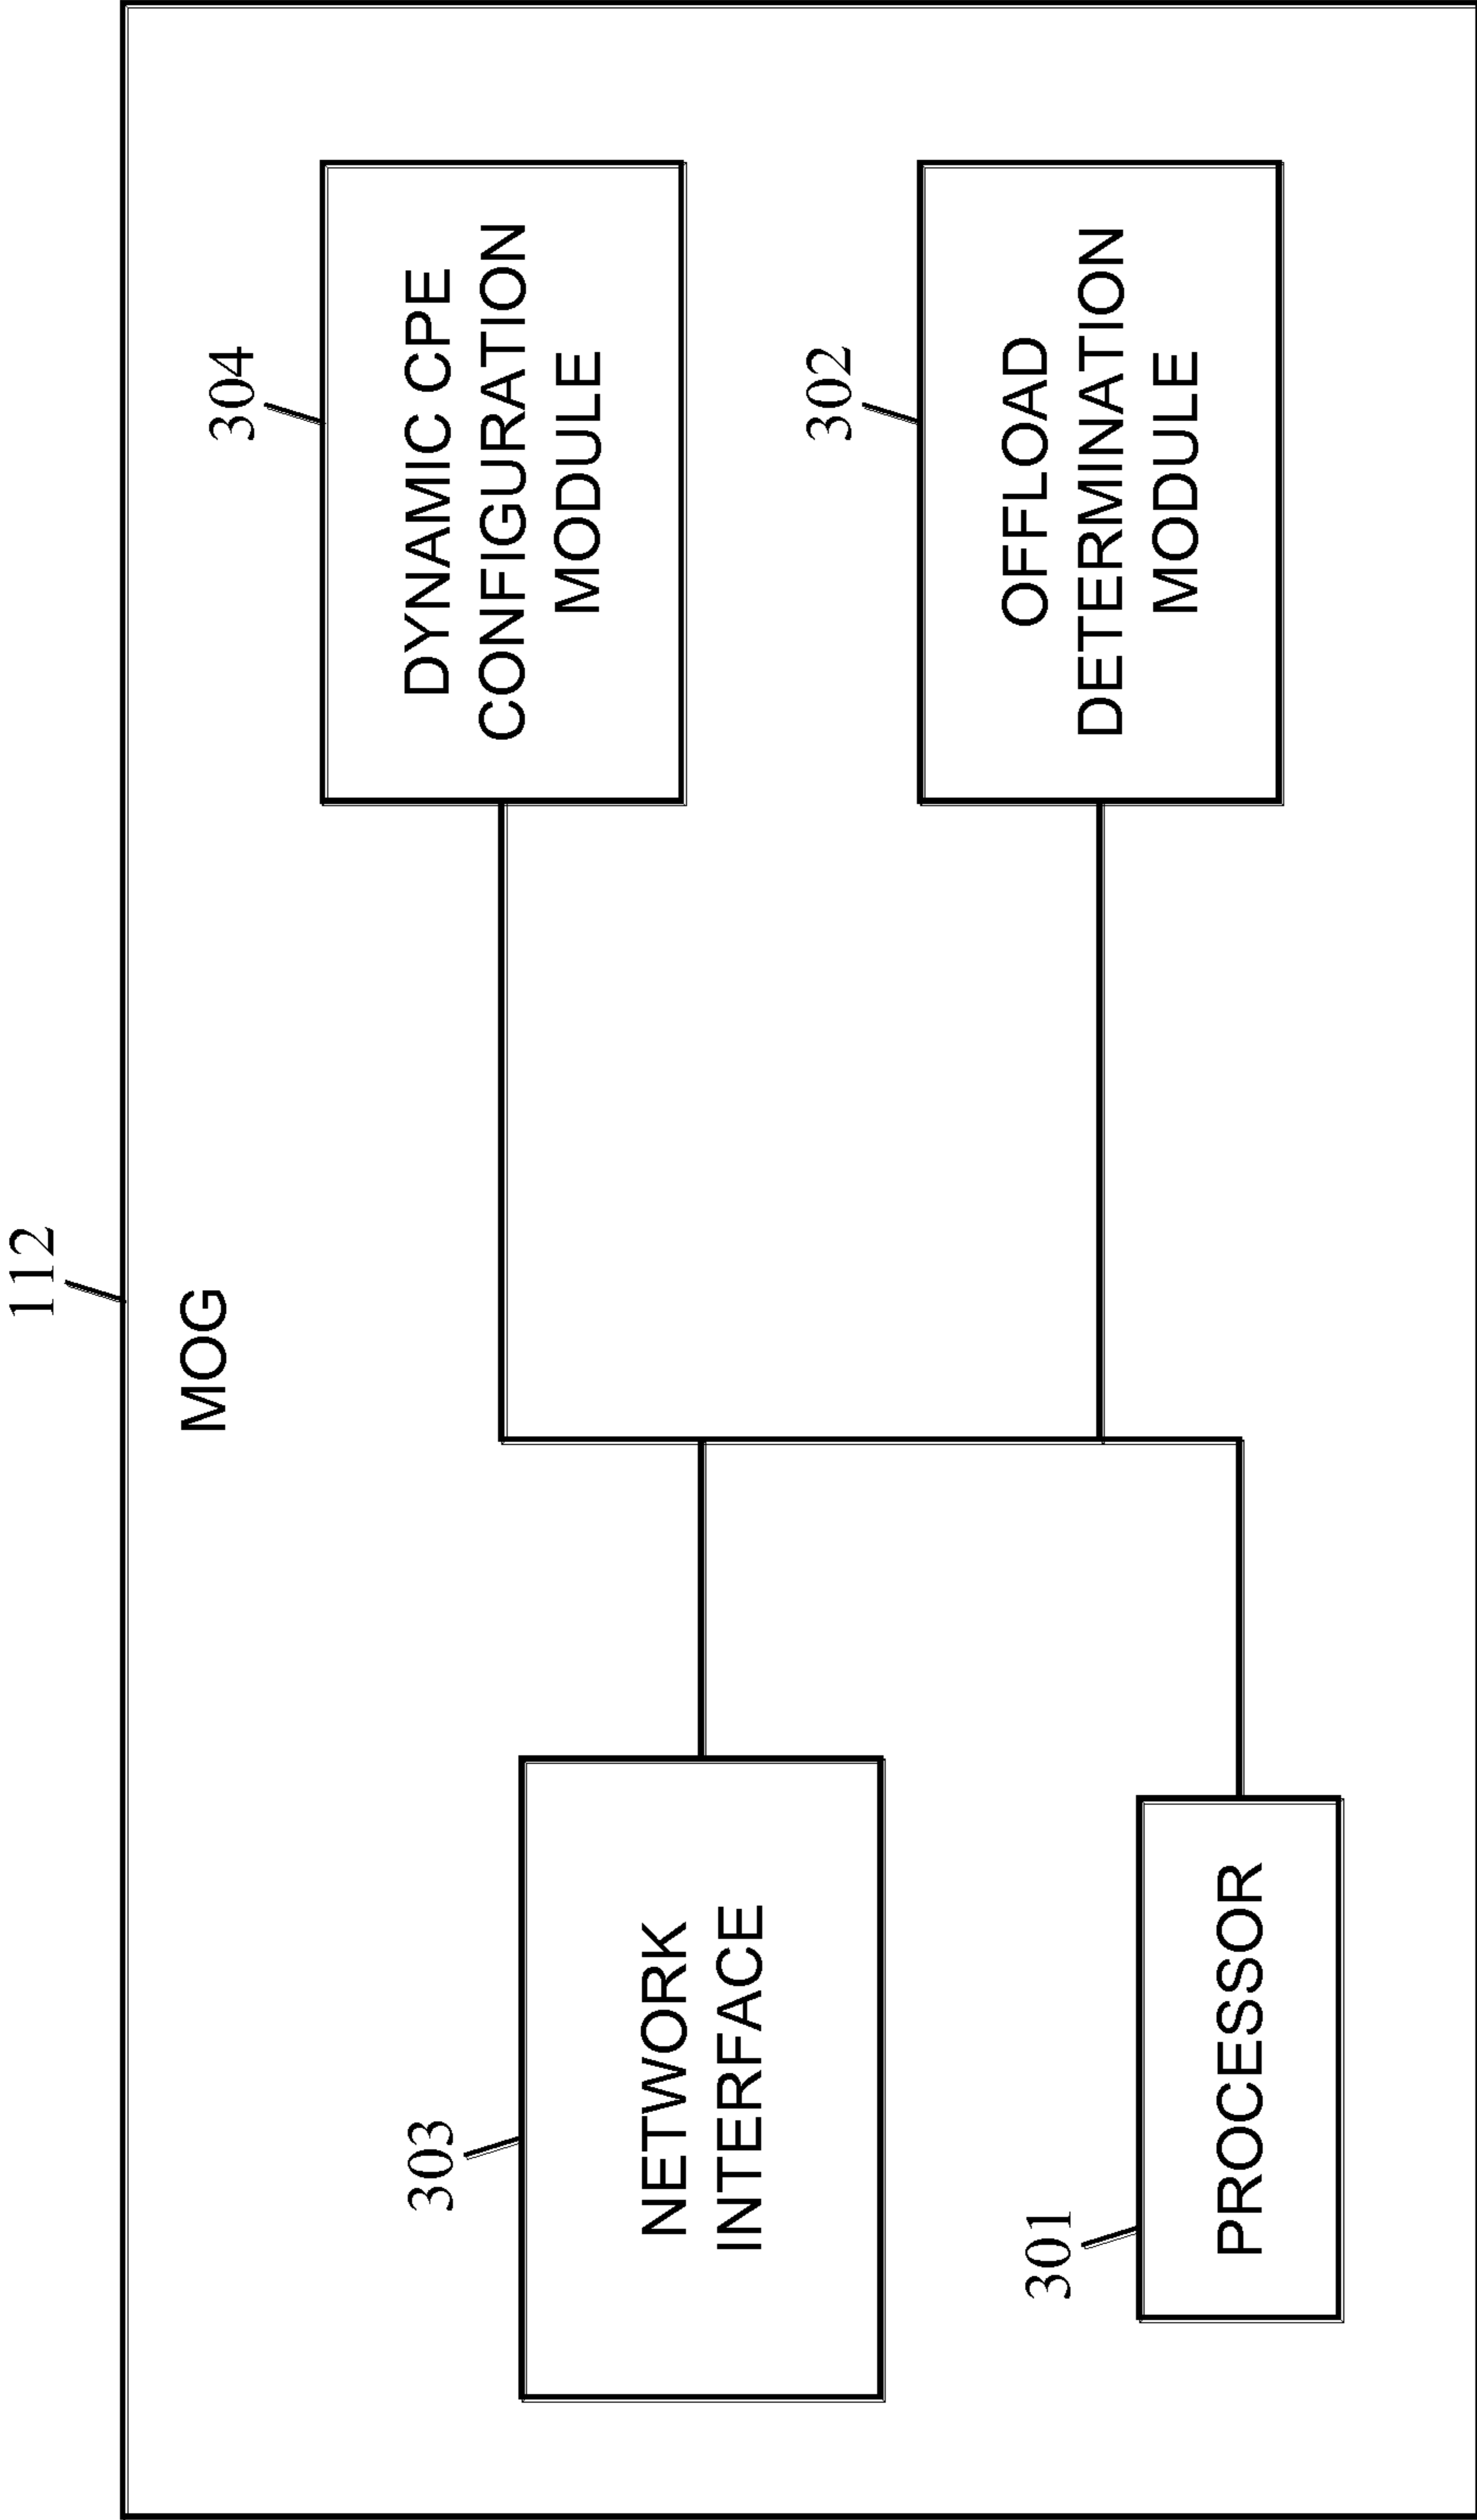 112
MOG
304
DYNAMIC CPE
CONFIGURATION
MODULE
303
NETWORK
INTERFACE
302
OFFLOAD
DETERMINATION
MODULE
301
PROCESSOR